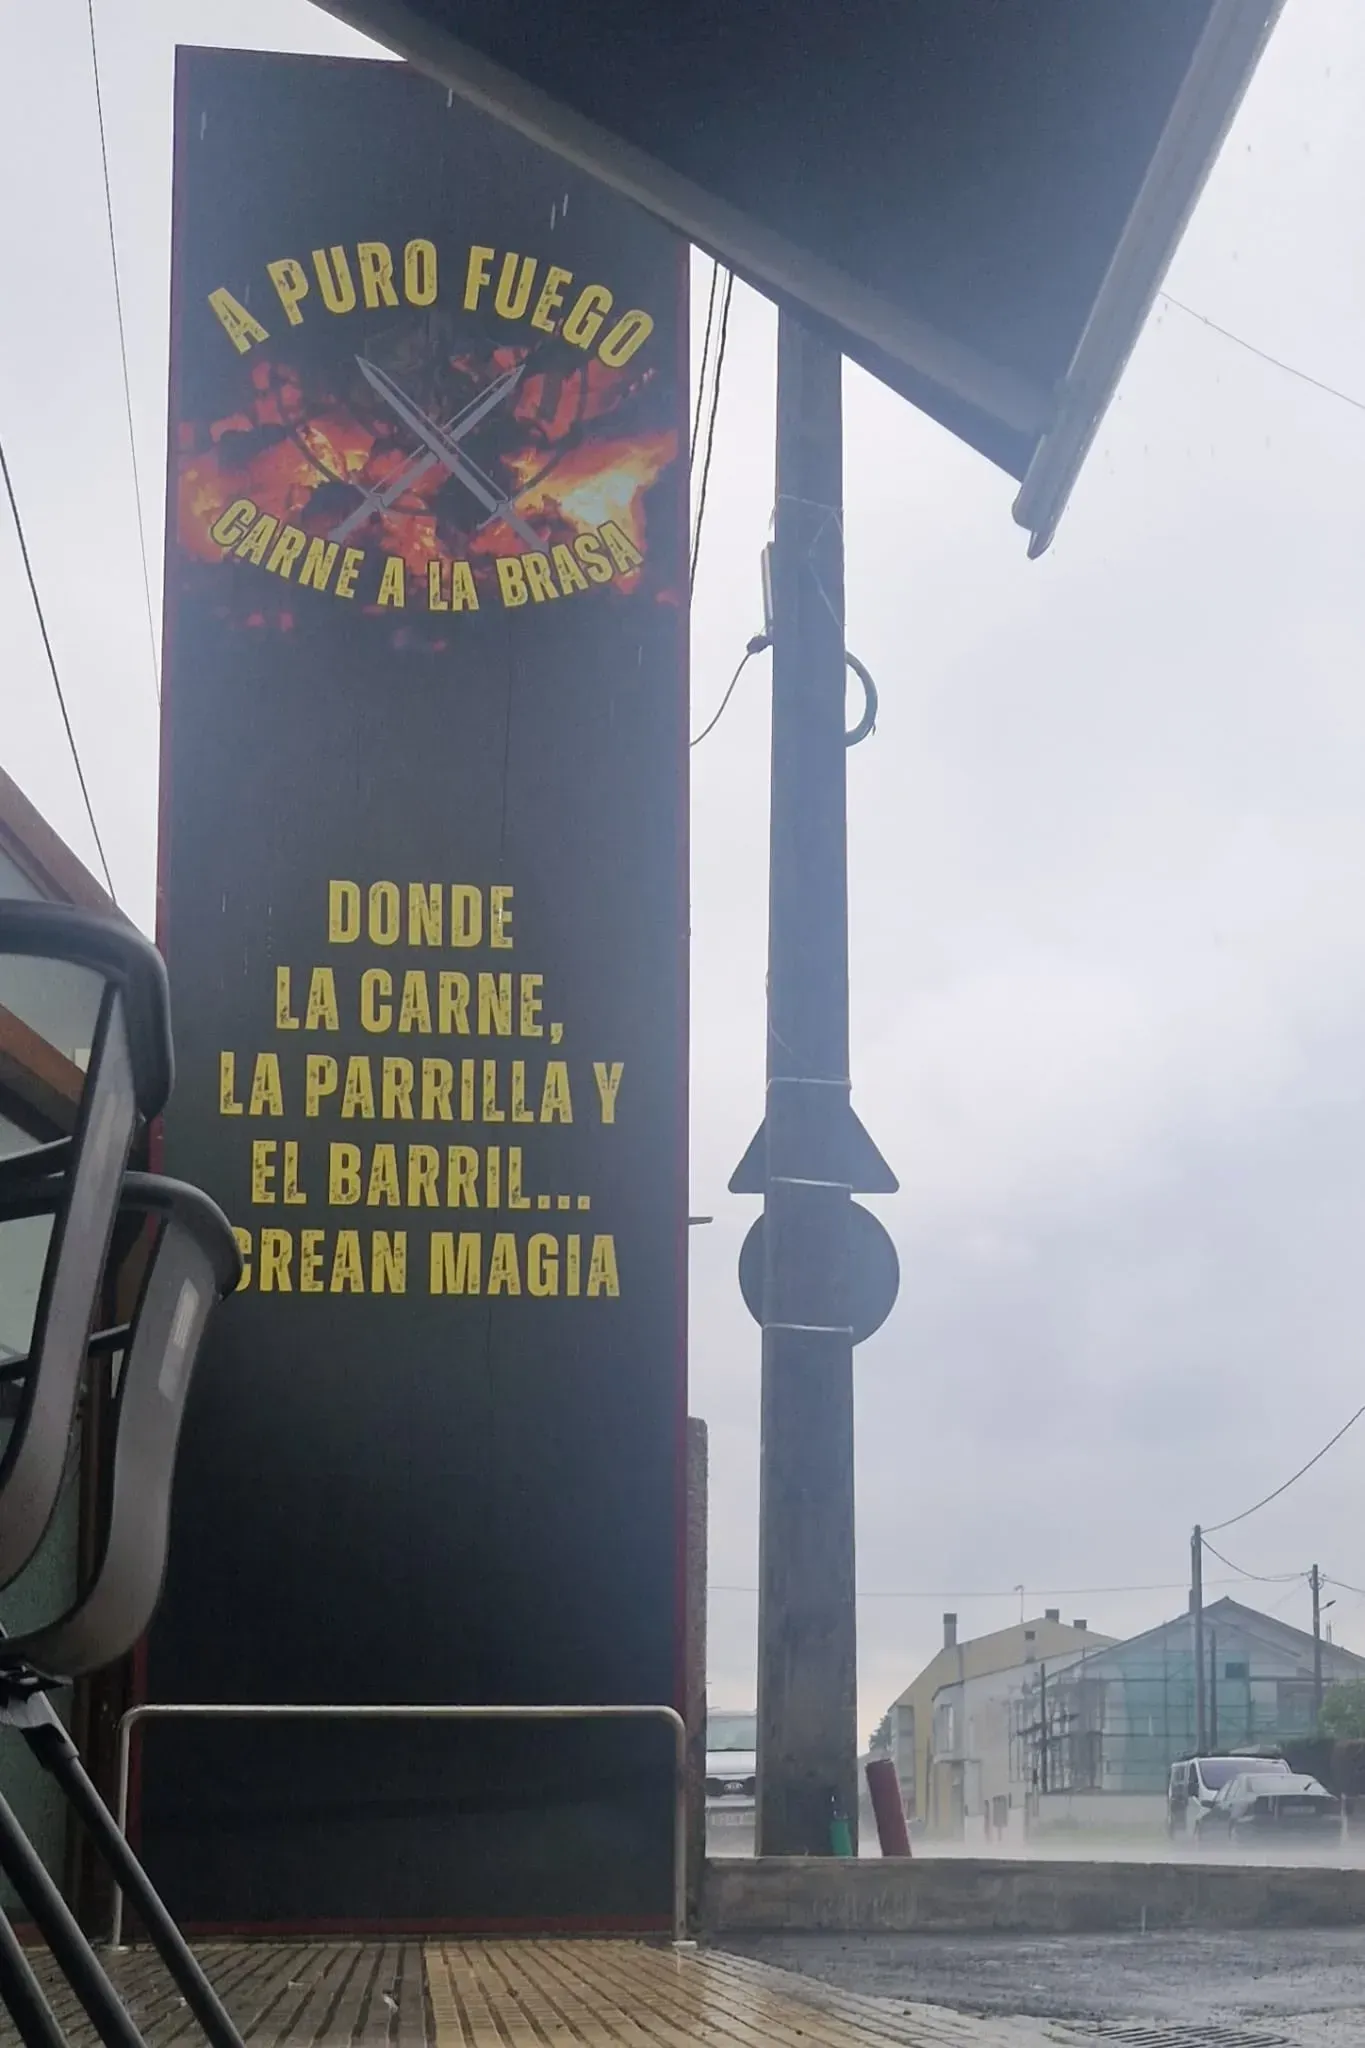 A PURO FUEGO
CARNE A LA BRASA
DONDE
LA CARNE,
LA PARRILLA Y
EL BARRIL...
CREAN MAGIA